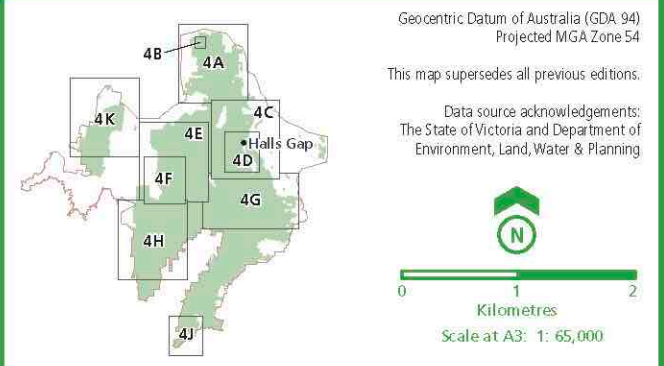 Geocentric Datum of Australia (GDA 94)
Projected MGA Zone 54
This map supersedes all previous editions.
Data source acknowledgements:
The State of Victoria and Department of
Environment, Land, Water & Planning
4B
4A
4K
4C
4E
Halls Gap
4D
4F
4G
4H
4J
N
0 1 2
Kilometres
Scale at A3: 1: 65,000